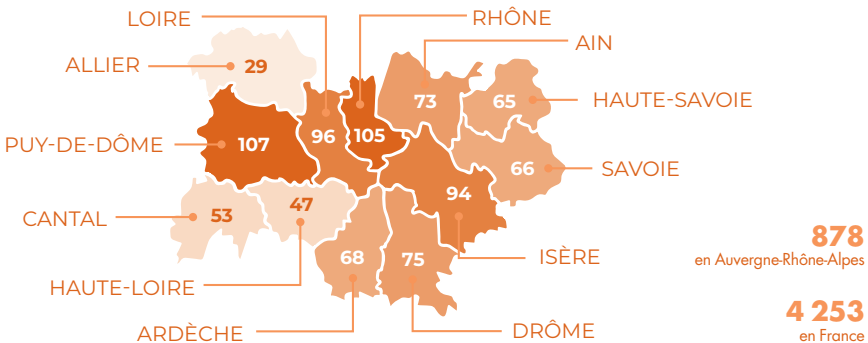 LOIRE
RHÔNE
AIN
ALLIER
29
73
65
HAUTE-SAVOIE
PUY-DE-DÔME
107
96
105
66
SAVOIE
94
CANTAL
53
47
878
en Auvergne-Rhône-Alpes
68
75
ISÈRE
HAUTE-LOIRE
4 253
en France
ARDÈCHE
DRÔME